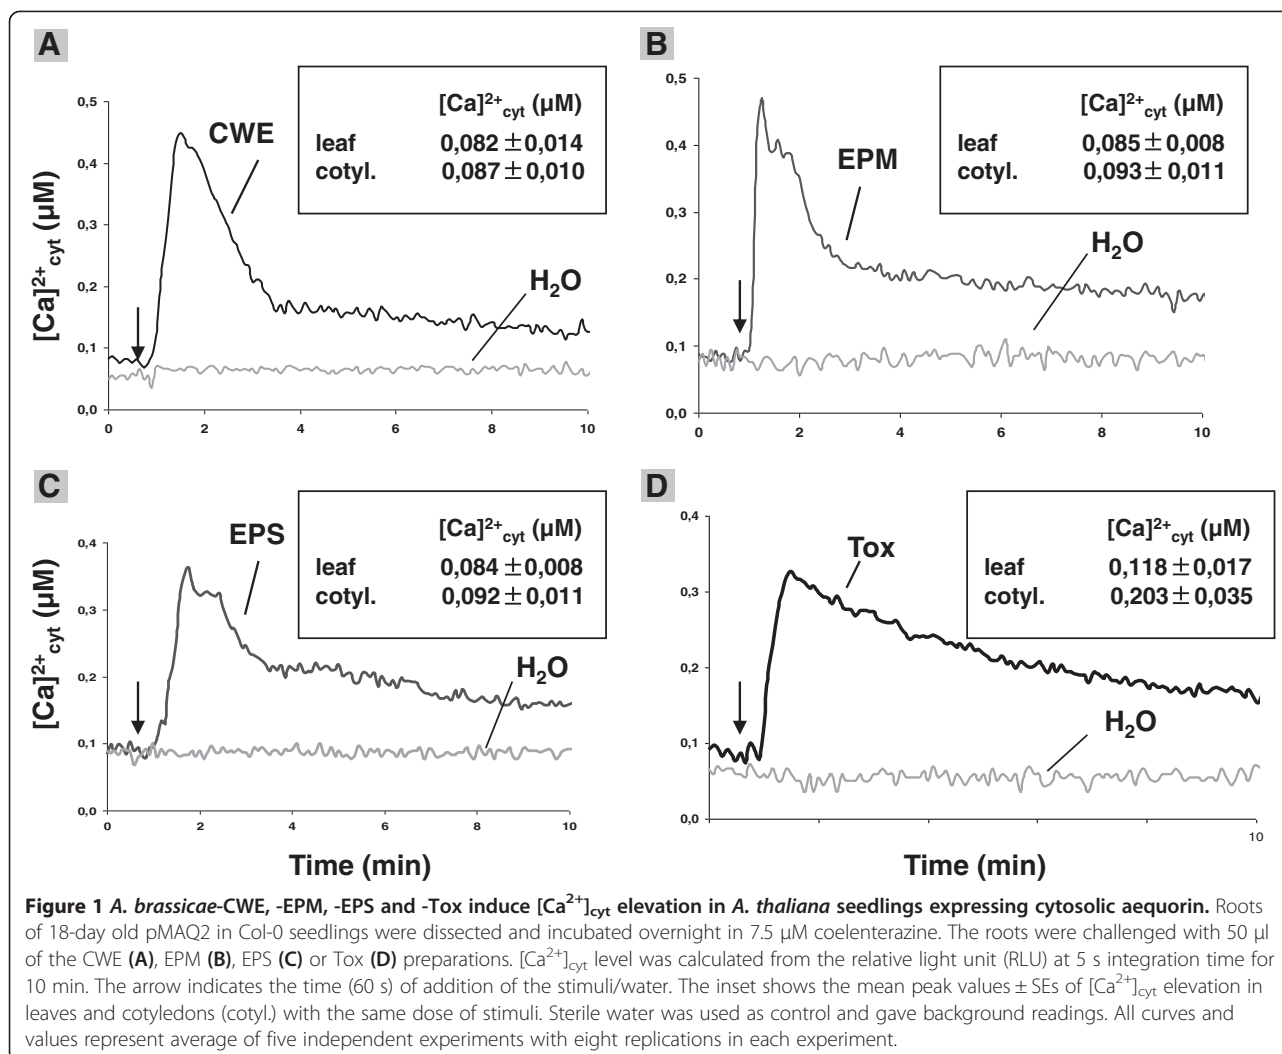 A
[Ca]²⁺cyt (µM)
leaf 0,082 ± 0,014
cotyl. 0,087 ± 0,010
CWE
H₂O
[Ca]²⁺cyt (µM)
0,5
0,4
0,3
0,2
0,1
0,0
0 2 4 6 8 10
B
[Ca]²⁺cyt (µM)
leaf 0,085 ± 0,008
cotyl. 0,093 ± 0,011
EPM
H₂O
0,5
0,4
0,3
0,2
0,1
0,0
0 2 4 6 8 10
C
[Ca]²⁺cyt (µM)
leaf 0,084 ± 0,008
cotyl. 0,092 ± 0,011
EPS
H₂O
[Ca]²⁺cyt (µM)
0,4
0,3
0,2
0,1
0,0
0 2 4 6 8 10
Time (min)
D
[Ca]²⁺cyt (µM)
leaf 0,118 ± 0,017
cotyl. 0,203 ± 0,035
Tox
H₂O
0,4
0,3
0,2
0,1
0,0
10
Time (min)
Figure 1 A. brassicae-CWE, -EPM, -EPS and -Tox induce [Ca²⁺]cyt elevation in A. thaliana seedlings expressing cytosolic aequorin. Roots
of 18-day old pMAQ2 in Col-0 seedlings were dissected and incubated overnight in 7.5 µM coelenterazine. The roots were challenged with 50 µl
of the CWE (A), EPM (B), EPS (C) or Tox (D) preparations. [Ca²⁺]cyt level was calculated from the relative light unit (RLU) at 5 s integration time for
10 min. The arrow indicates the time (60 s) of addition of the stimuli/water. The inset shows the mean peak values ± SEs of [Ca²⁺]cyt elevation in
leaves and cotyledons (cotyl.) with the same dose of stimuli. Sterile water was used as control and gave background readings. All curves and
values represent average of five independent experiments with eight replications in each experiment.